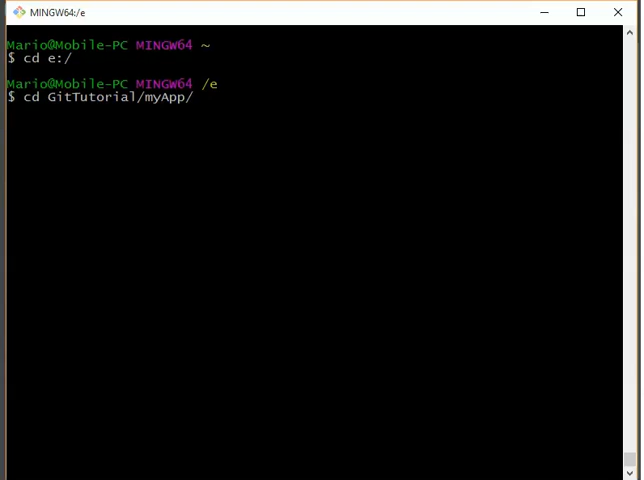 MINGW64:/e
Mario@Mobile-PC MINGW64 ~
$ cd e:/
Mario@Mobile-PC MINGW64 /e
$ cd GitTutorial/myApp/